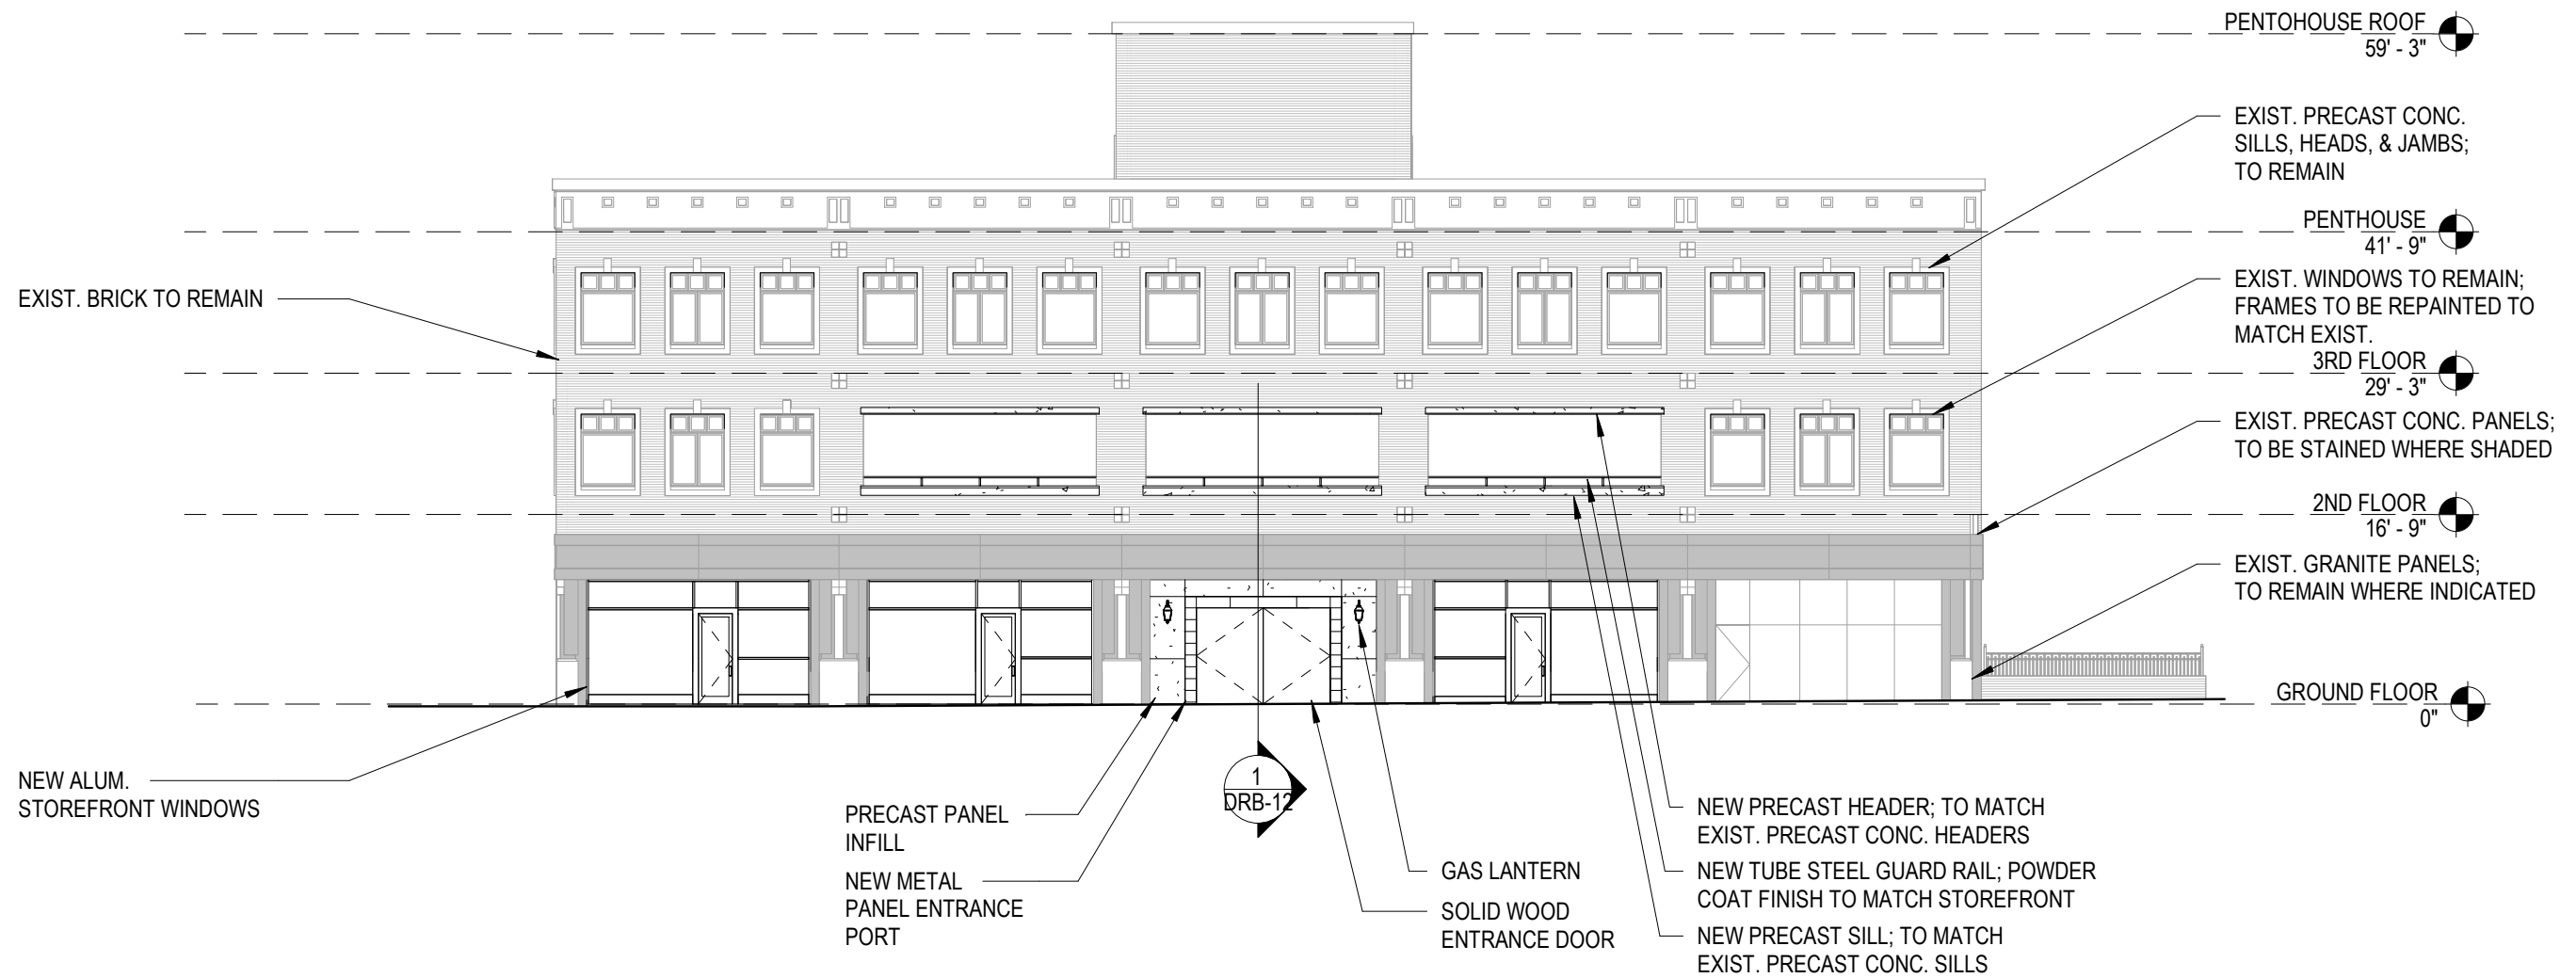 PENTOHOUSE ROOF
59' - 3"
EXIST. PRECAST CONC.
SILLS, HEADS, & JAMBS;
TO REMAIN
PENTHOUSE
41' - 9"
EXIST. BRICK TO REMAIN
EXIST. WINDOWS TO REMAIN;
FRAMES TO BE REPAINTED TO
MATCH EXIST.
3RD FLOOR
29' - 3"
EXIST. PRECAST CONC. PANELS;
TO BE STAINED WHERE SHADED
2ND FLOOR
16' - 9"
EXIST. GRANITE PANELS;
TO REMAIN WHERE INDICATED
GROUND FLOOR
0"
NEW ALUM.
STOREFRONT WINDOWS
PRECAST PANEL
INFILL
NEW METAL
PANEL ENTRANCE
PORT
1
DRB-12
GAS LANTERN
SOLID WOOD
ENTRANCE DOOR
NEW PRECAST HEADER; TO MATCH
EXIST. PRECAST CONC. HEADERS
NEW TUBE STEEL GUARD RAIL; POWDER
COAT FINISH TO MATCH STOREFRONT
NEW PRECAST SILL; TO MATCH
EXIST. PRECAST CONC. SILLS